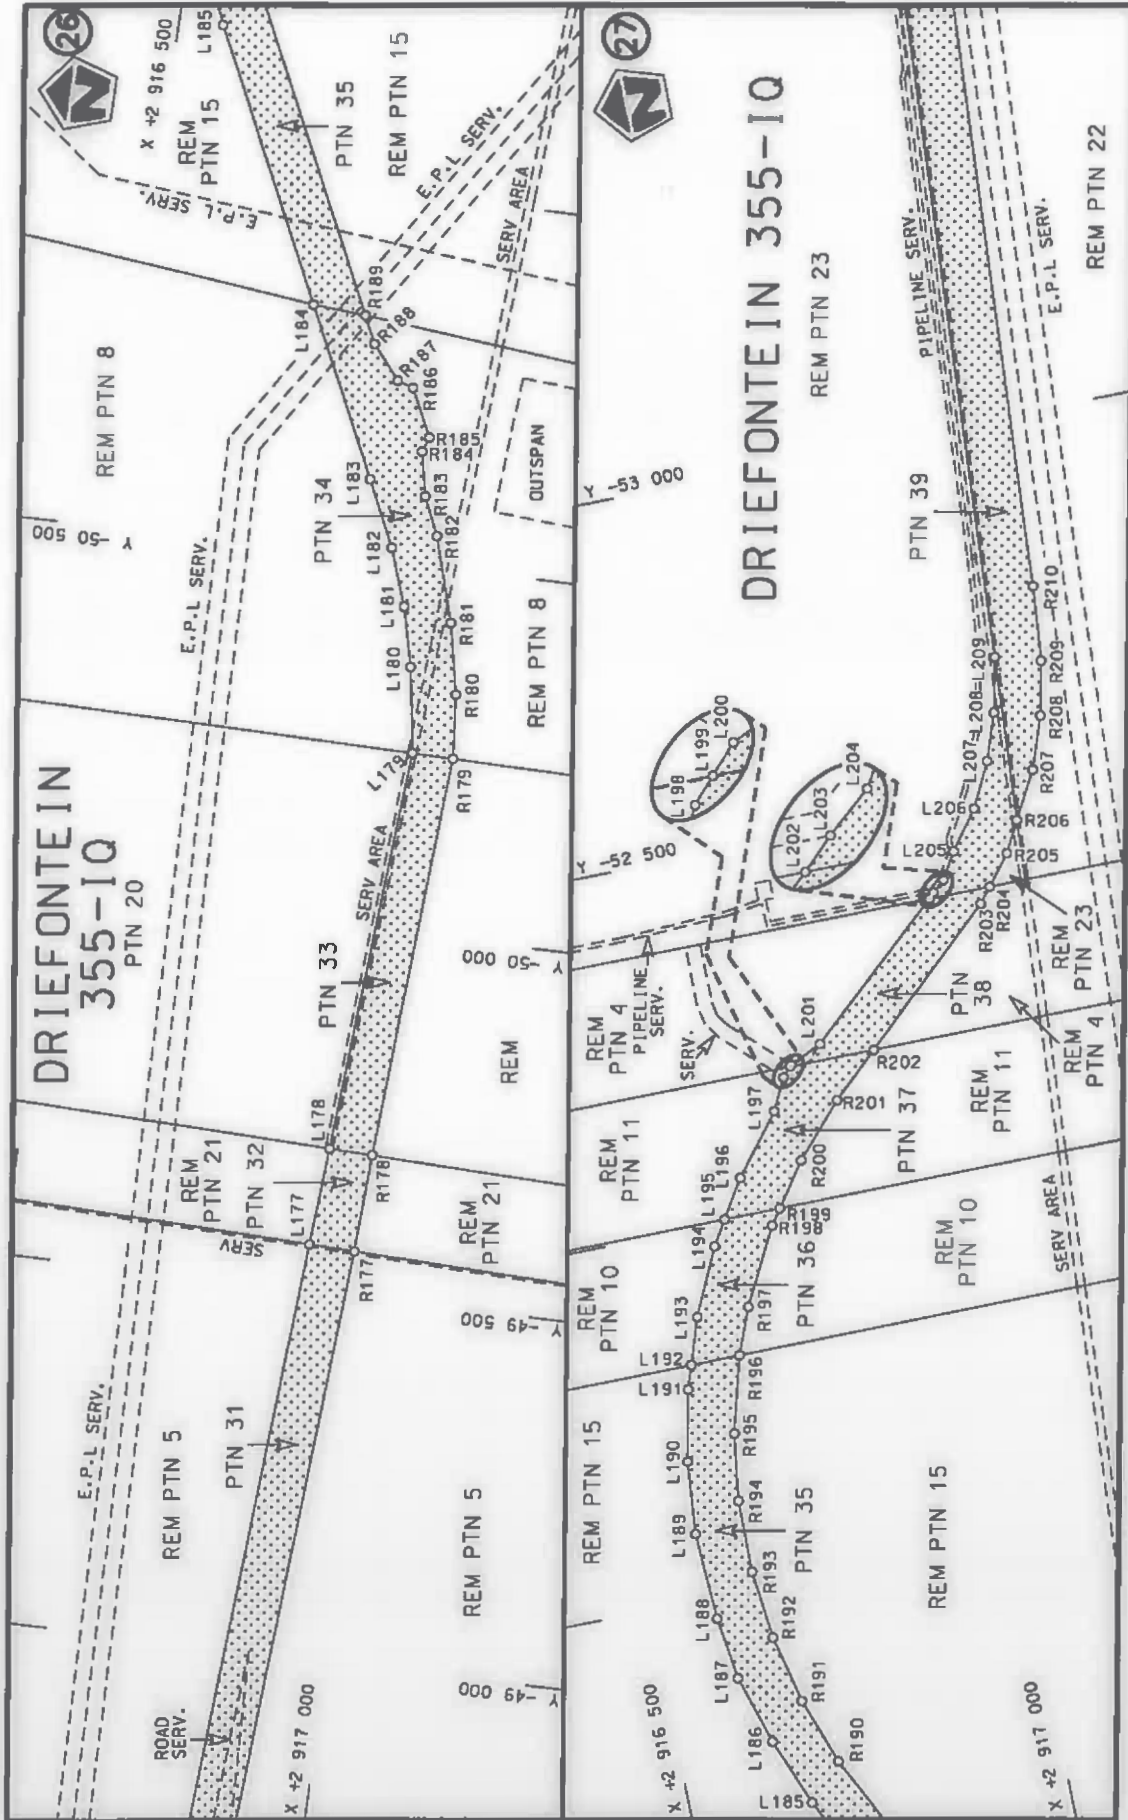 26
N
DRIEFONTEIN
355-IQ
PTN 20
E.P.L SERV.
REM PTN 5
PTN 31
REM PTN 5
ROAD
SERV.
X +2 917 000
Y -49 000
Y -49 500
SERV
L177
R177
REM
PTN 21
PTN 32
REM
PTN 21
L178
R178
REM
PTN 33
SERV AREA
Y -50 000
L179
R179
E.P.L SERV.
Y -50 500
REM PTN 8
PTN 34
REM PTN 8
L180
L181
L182
L183
L184
R180
R181
R182
R183
R184
R185
R186
R187
R188
R189
OUTSPAN
SERV AREA
E.P.L SERV.
E.P.L SERV.
REM
PTN 15
PTN 35
REM PTN 15
X +2 916 500
L185
27
N
DRIEFONTEIN 355-IQ
REM PTN 23
X +2 916 500
X +2 917 000
L185
L186
L187
L188
L189
L190
L191
L192
L193
L194
L195
L196
L197
L198
L199
L200
L201
L202
L203
L204
L205
L206
L207
L208
L209
R190
R191
R192
R193
R194
R195
R196
R197
R198
R199
R200
R201
R202
R203
R204
R205
R206
R207
R208
R209
R210
REM PTN 15
PTN 35
REM PTN 15
REM
PTN 10
PTN 36
REM
PTN 10
REM
PTN 11
PTN 37
REM
PTN 11
REM
PTN 4
PIPELINE
SERV.
SERV.
PTN
38
REM
PTN 4
REM
PTN 23
SERV AREA
Y -52 500
Y -53 000
PTN 39
PIPELINE SERV.
E.P.L SERV.
REM PTN 22